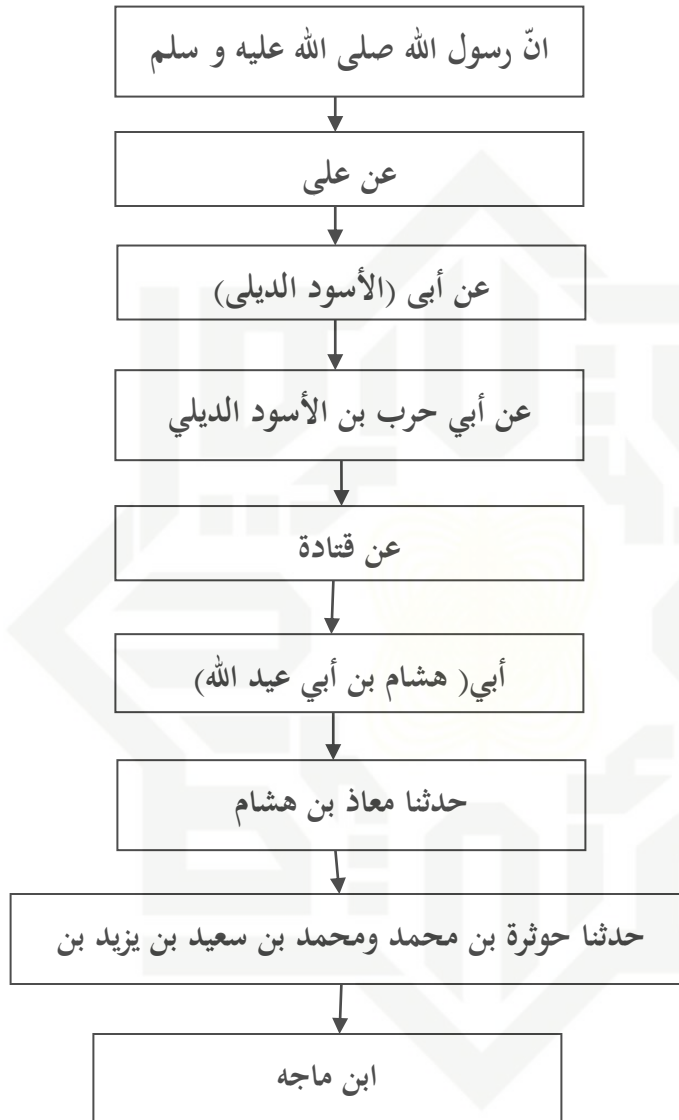 انّ رسول الله صلى الله عليه و سلم
عن على
عن أبى (الأسود الديلى)
عن أبي حرب بن الأسود الديلي
عن قتادة
أبي( هشام بن أبي عيد الله)
حدثنا معاذ بن هشام
حدثنا حوثرة بن محمد ومحمد بن سعيد بن يزيد بن
ابن ماجه